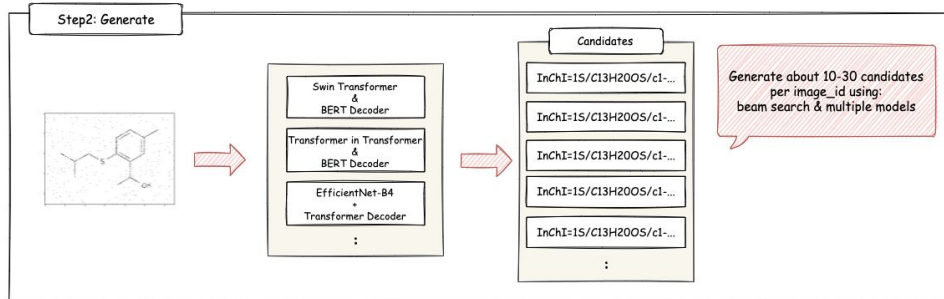 Step2: Generate
S
OH
Swin Transformer
&
BERT Decoder
Transformer in Transformer
&
BERT Decoder
EfficientNet-B4
+
Transformer Decoder
:
Candidates
InChI=1S/C13H20OS/c1-...
InChI=1S/C13H20OS/c1-...
InChI=1S/C13H20OS/c1-...
InChI=1S/C13H20OS/c1-...
InChI=1S/C13H20OS/c1-...
:
Generate about 10-30 candidates
per image_id using:
beam search & multiple models